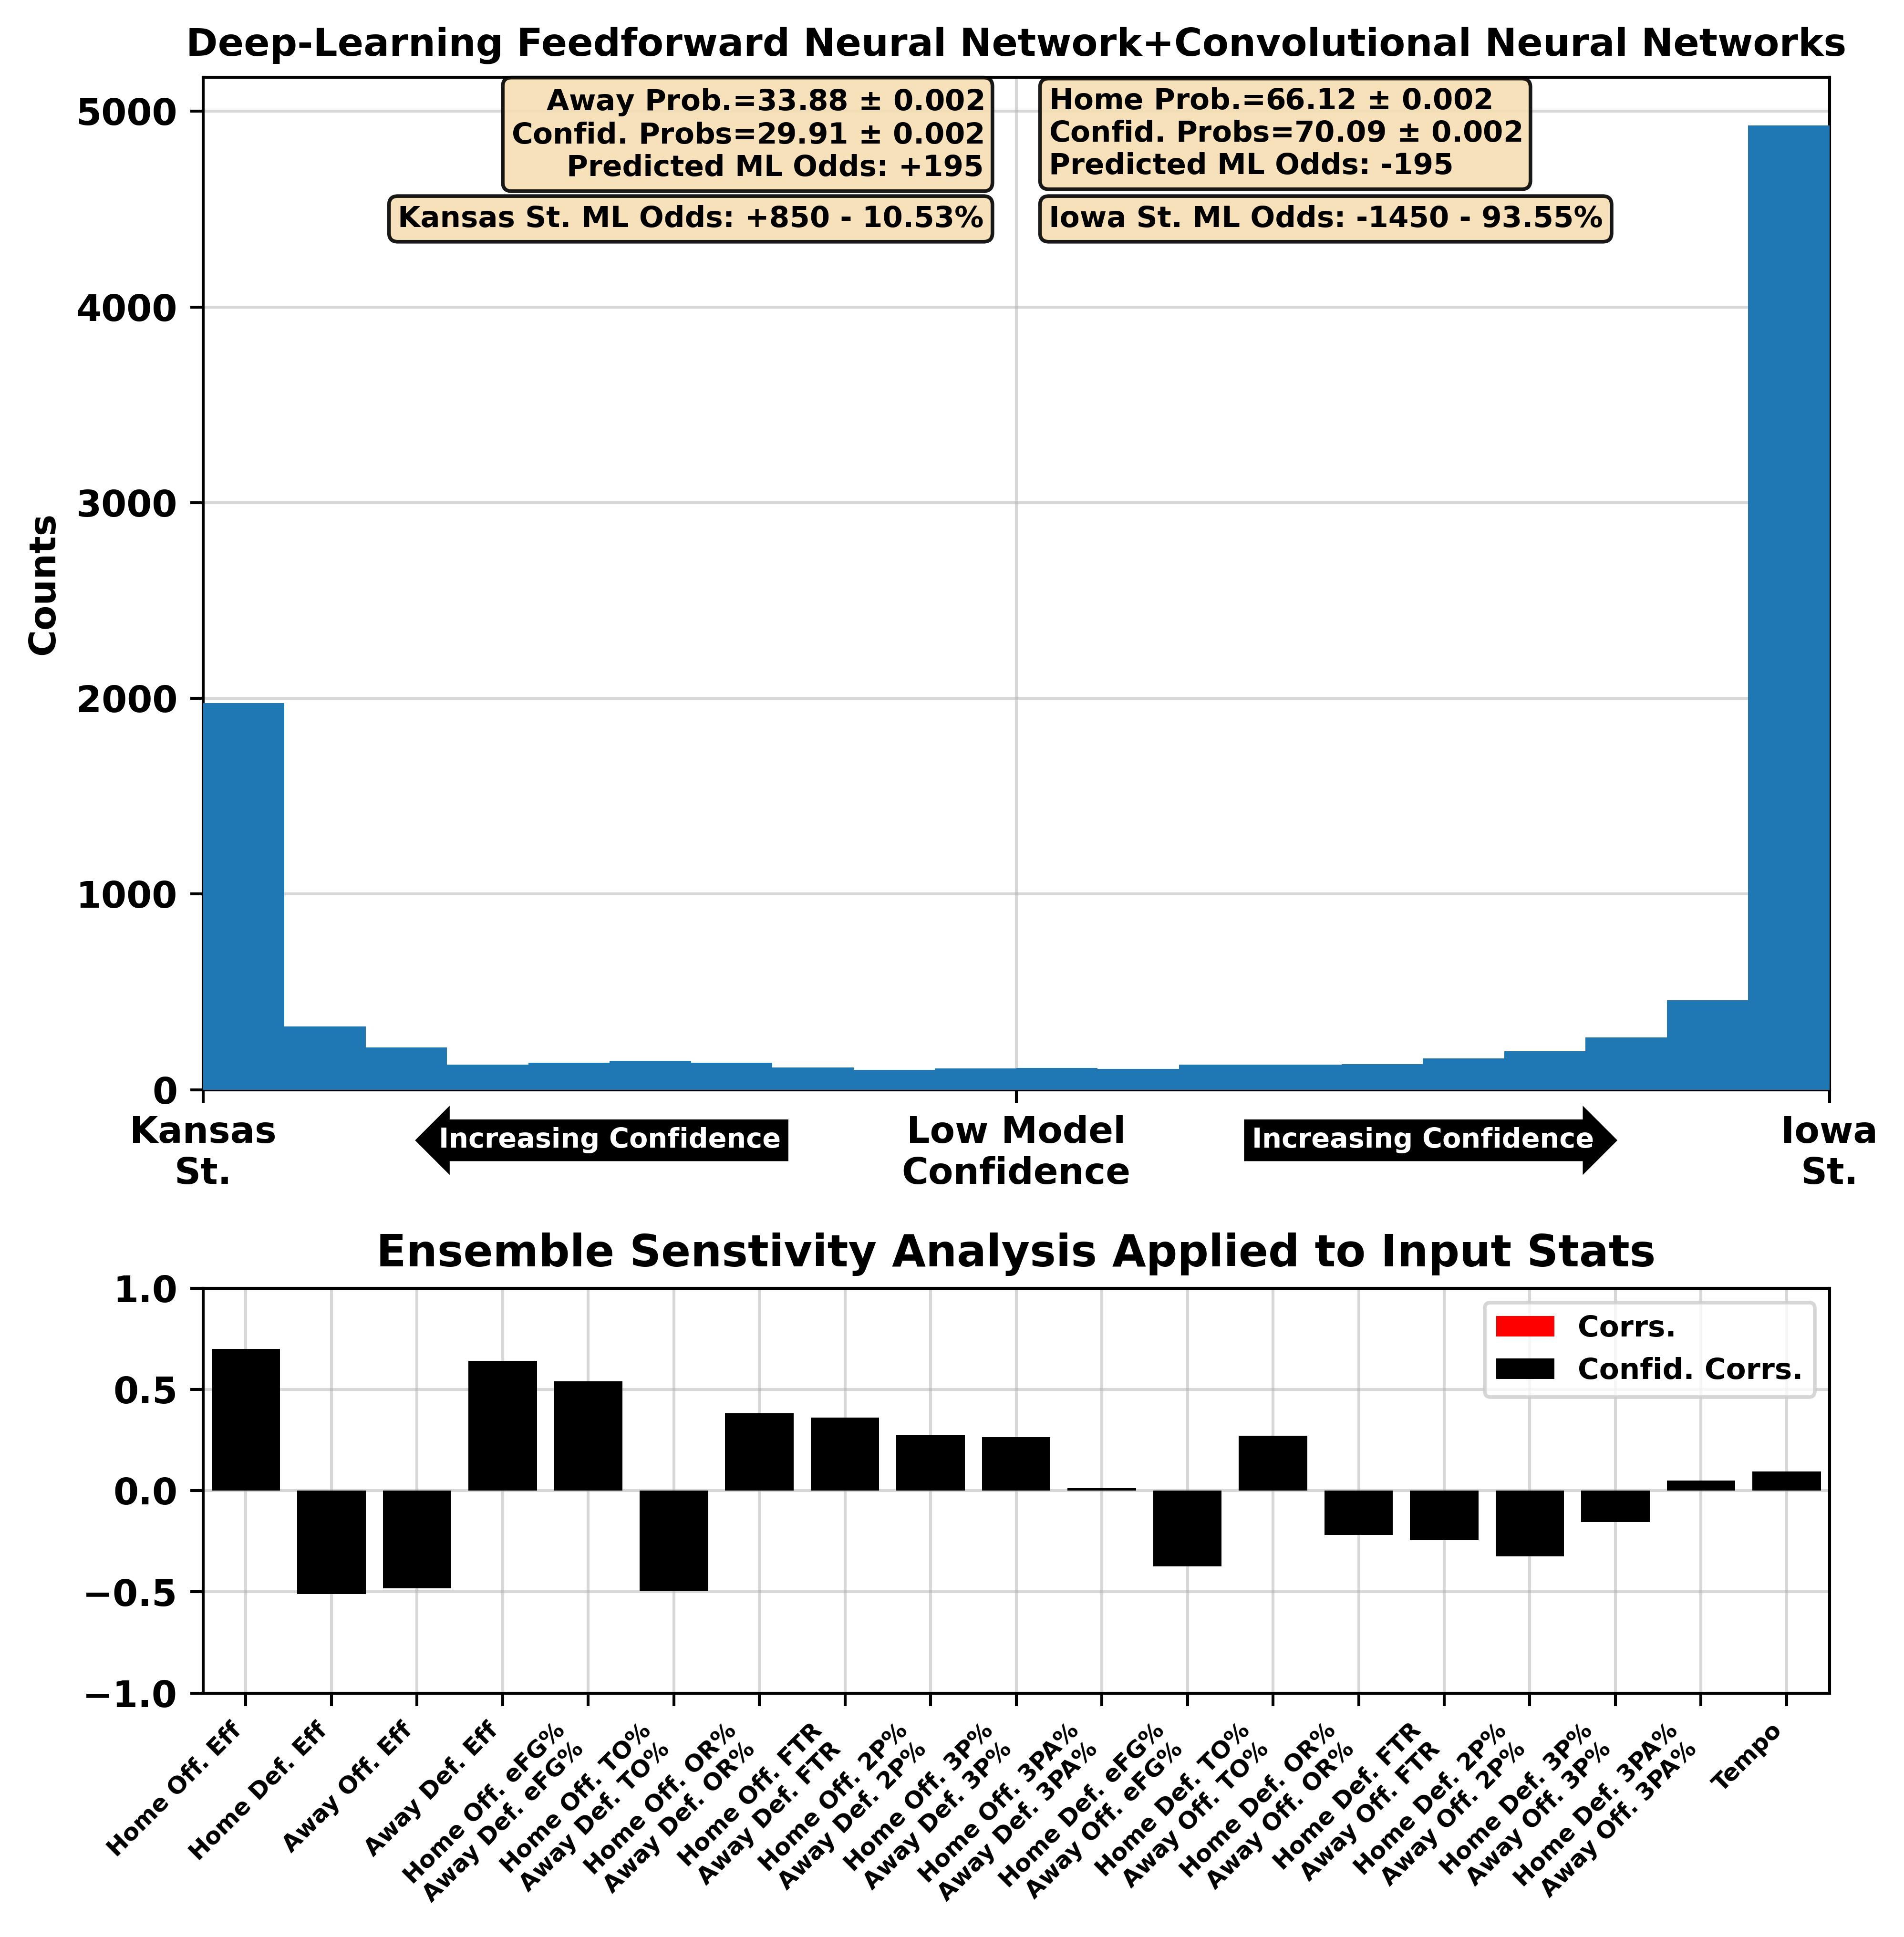 Deep-Learning Feedforward Neural Network+Convolutional Neural Networks
Away Prob.=33.88 ± 0.002
Confid. Probs=29.91 ± 0.002
Predicted ML Odds: +195
Kansas St. ML Odds: +850 - 10.53%
Home Prob.=66.12 ± 0.002
Confid. Probs=70.09 ± 0.002
Predicted ML Odds: -195
Iowa St. ML Odds: -1450 - 93.55%
Counts
5000
4000
3000
2000
1000
0
Kansas
St.
Increasing Confidence
Low Model
Confidence
Increasing Confidence
Iowa
St.
Ensemble Senstivity Analysis Applied to Input Stats
1.0
0.5
0.0
−0.5
−1.0
Corrs.
Confid. Corrs.
Home Off. Eff
Home Def. Eff
Away Off. Eff
Away Def. Eff
Home Off. eFG%
Away Def. eFG%
Home Off. TO%
Away Def. TO%
Home Off. OR%
Away Def. OR%
Home Off. FTR
Away Def. FTR
Home Off. 2P%
Away Def. 2P%
Home Off. 3P%
Away Def. 3P%
Home Off. 3PA%
Away Def. 3PA%
Home Def. eFG%
Away Off. eFG%
Home Def. TO%
Away Off. TO%
Home Def. OR%
Away Off. OR%
Home Def. FTR
Away Off. FTR
Home Def. 2P%
Away Off. 2P%
Home Def. 3P%
Away Off. 3P%
Home Def. 3PA%
Away Off. 3PA%
Tempo